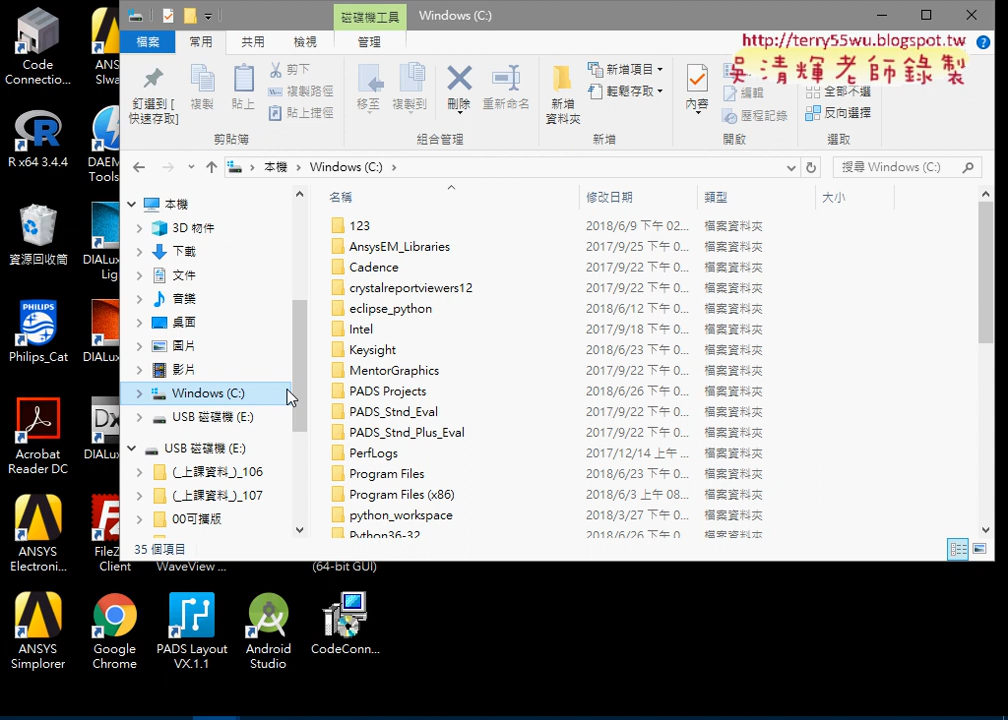 磁碟機工具
Windows (C:)
檔案
常用
共用
檢視
管理
http://terry55wu.blogspot.tw
吳清輝老師錄製
釘選到 [
快速存取]
複製
貼上
剪下
複製路徑
貼上捷徑
剪貼簿
移至
複製到
刪除
重新命名
組合管理
新增
資料夾
新增項目
輕鬆存取
新增
內容
編輯
歷程記錄
開啟
全部不選
反向選擇
選取
本機 > Windows (C:) >
搜尋 Windows (C:)
本機
3D 物件
下載
文件
音樂
桌面
圖片
影片
Windows (C:)
USB 磁碟機 (E:)
USB 磁碟機 (E:)
(_上課資料_)_106
(_上課資料_)_107
00可攜版
名稱 修改日期 類型 大小
123 2018/6/9 下午 02... 檔案資料夾
AnsysEM_Libraries 2017/9/25 下午 0... 檔案資料夾
Cadence 2017/9/22 下午 0... 檔案資料夾
crystalreportviewers12 2017/9/22 下午 0... 檔案資料夾
eclipse_python 2018/6/12 下午 0... 檔案資料夾
Intel 2017/9/18 下午 0... 檔案資料夾
Keysight 2018/6/23 下午 0... 檔案資料夾
MentorGraphics 2017/9/22 下午 0... 檔案資料夾
PADS Projects 2018/6/26 下午 0... 檔案資料夾
PADS_Stnd_Eval 2017/9/22 下午 0... 檔案資料夾
PADS_Stnd_Plus_Eval 2017/9/22 下午 0... 檔案資料夾
PerfLogs 2017/12/14 上午 ... 檔案資料夾
Program Files 2018/6/23 下午 0... 檔案資料夾
Program Files (x86) 2018/6/3 上午 08... 檔案資料夾
python_workspace 2018/3/27 下午 0... 檔案資料夾
Python36-32 2018/6/26 下午 0... 檔案資料夾
35 個項目
Code
Connectio...
ANS
SIwa
R x64 3.4.4
DAEM
Tools
資源回收筒
DIALux
Lig
Philips_Cat
DIALux
Acrobat
Reader DC
DIALux
ANSYS
Electroni...
FileZ
Client
WaveView ...
(64-bit GUI)
ANSYS
Simplorer
Google
Chrome
PADS Layout
VX.1.1
Android
Studio
CodeConn...